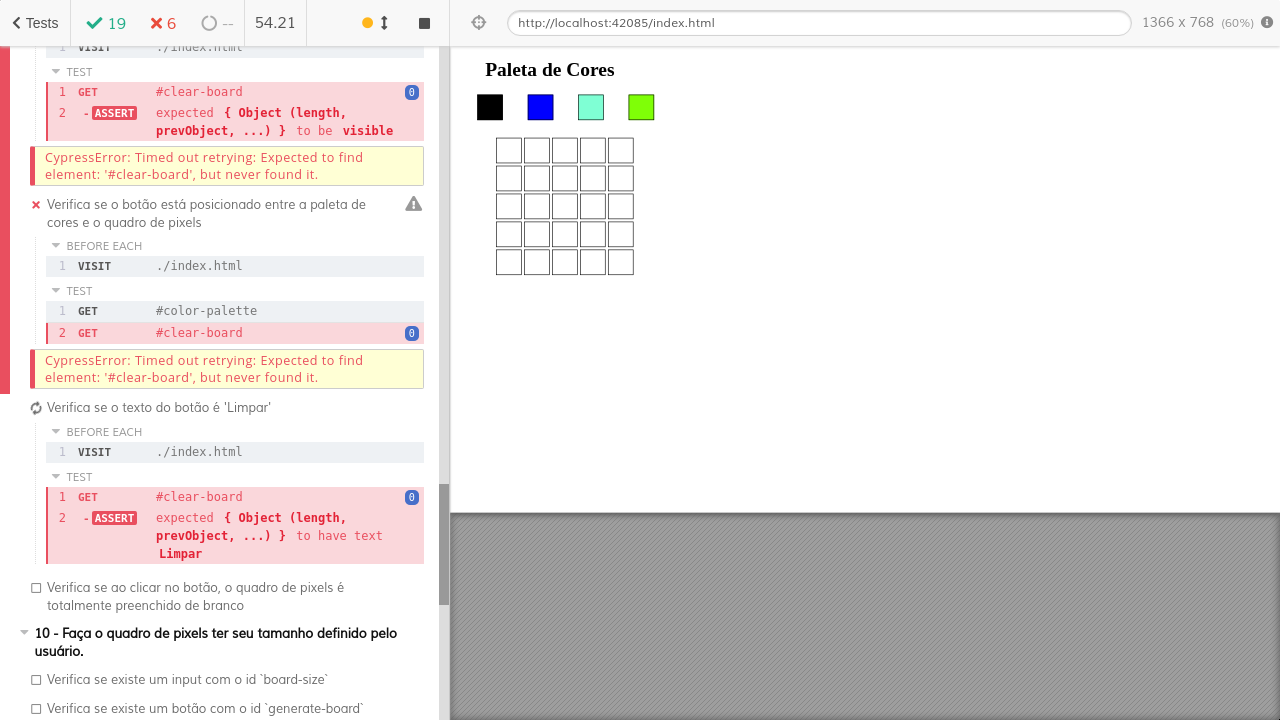 Tests 19 6 -- 54.21 http://localhost:42085/index.html 1366 x 768 (60%)
1 VISIT ./index.html
TEST
1 GET #clear-board 0
2 -ASSERT expected { Object (length,
prevObject, ...) } to be visible
CypressError: Timed out retrying: Expected to find
element: '#clear-board', but never found it.
Verifica se o botão está posicionado entre a paleta de
cores e o quadro de pixels
BEFORE EACH
1 VISIT ./index.html
TEST
1 GET #color-palette
2 GET #clear-board 0
CypressError: Timed out retrying: Expected to find
element: '#clear-board', but never found it.
Verifica se o texto do botão é 'Limpar'
BEFORE EACH
1 VISIT ./index.html
TEST
1 GET #clear-board 0
2 -ASSERT expected { Object (length,
prevObject, ...) } to have text
Limpar
Verifica se ao clicar no botão, o quadro de pixels é
totalmente preenchido de branco
10 - Faça o quadro de pixels ter seu tamanho definido pelo
usuário.
Verifica se existe um input com o id `board-size`
Verifica se existe um botão com o id `generate-board`
Paleta de Cores